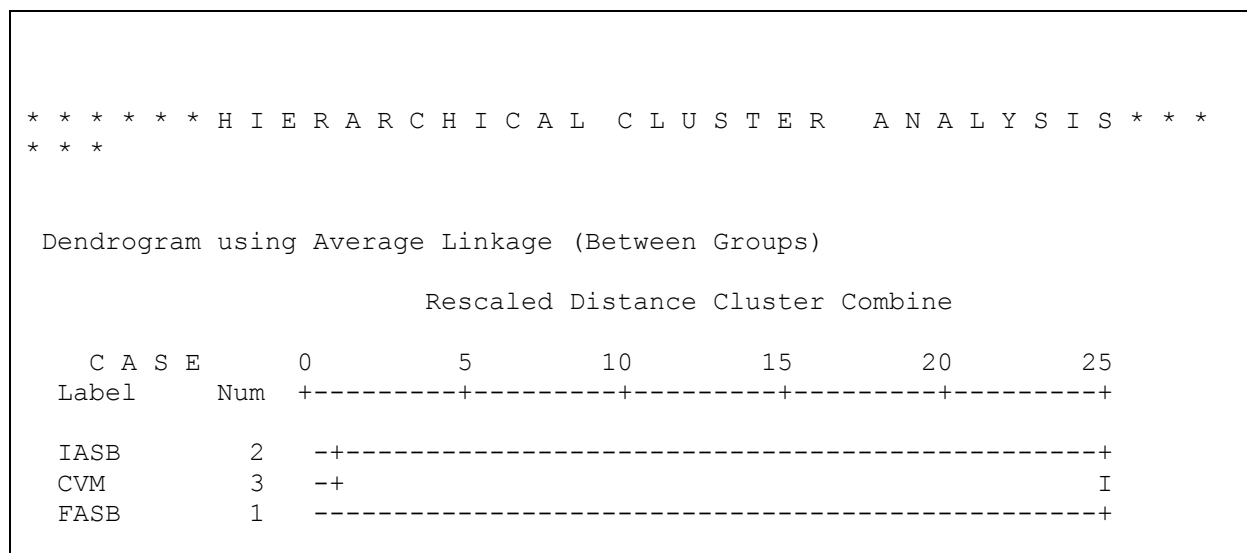 * * * * * * H I E R A R C H I C A L  C L U S T E R   A N A L Y S I S * * *
* * *
Dendrogram using Average Linkage (Between Groups)
Rescaled Distance Cluster Combine
C A S E      0         5        10        15        20        25
Label     Num  +---------+---------+---------+---------+---------+
IASB        2   -+-----------------------------------------------+
CVM         3   -+                                               I
FASB        1   -------------------------------------------------+